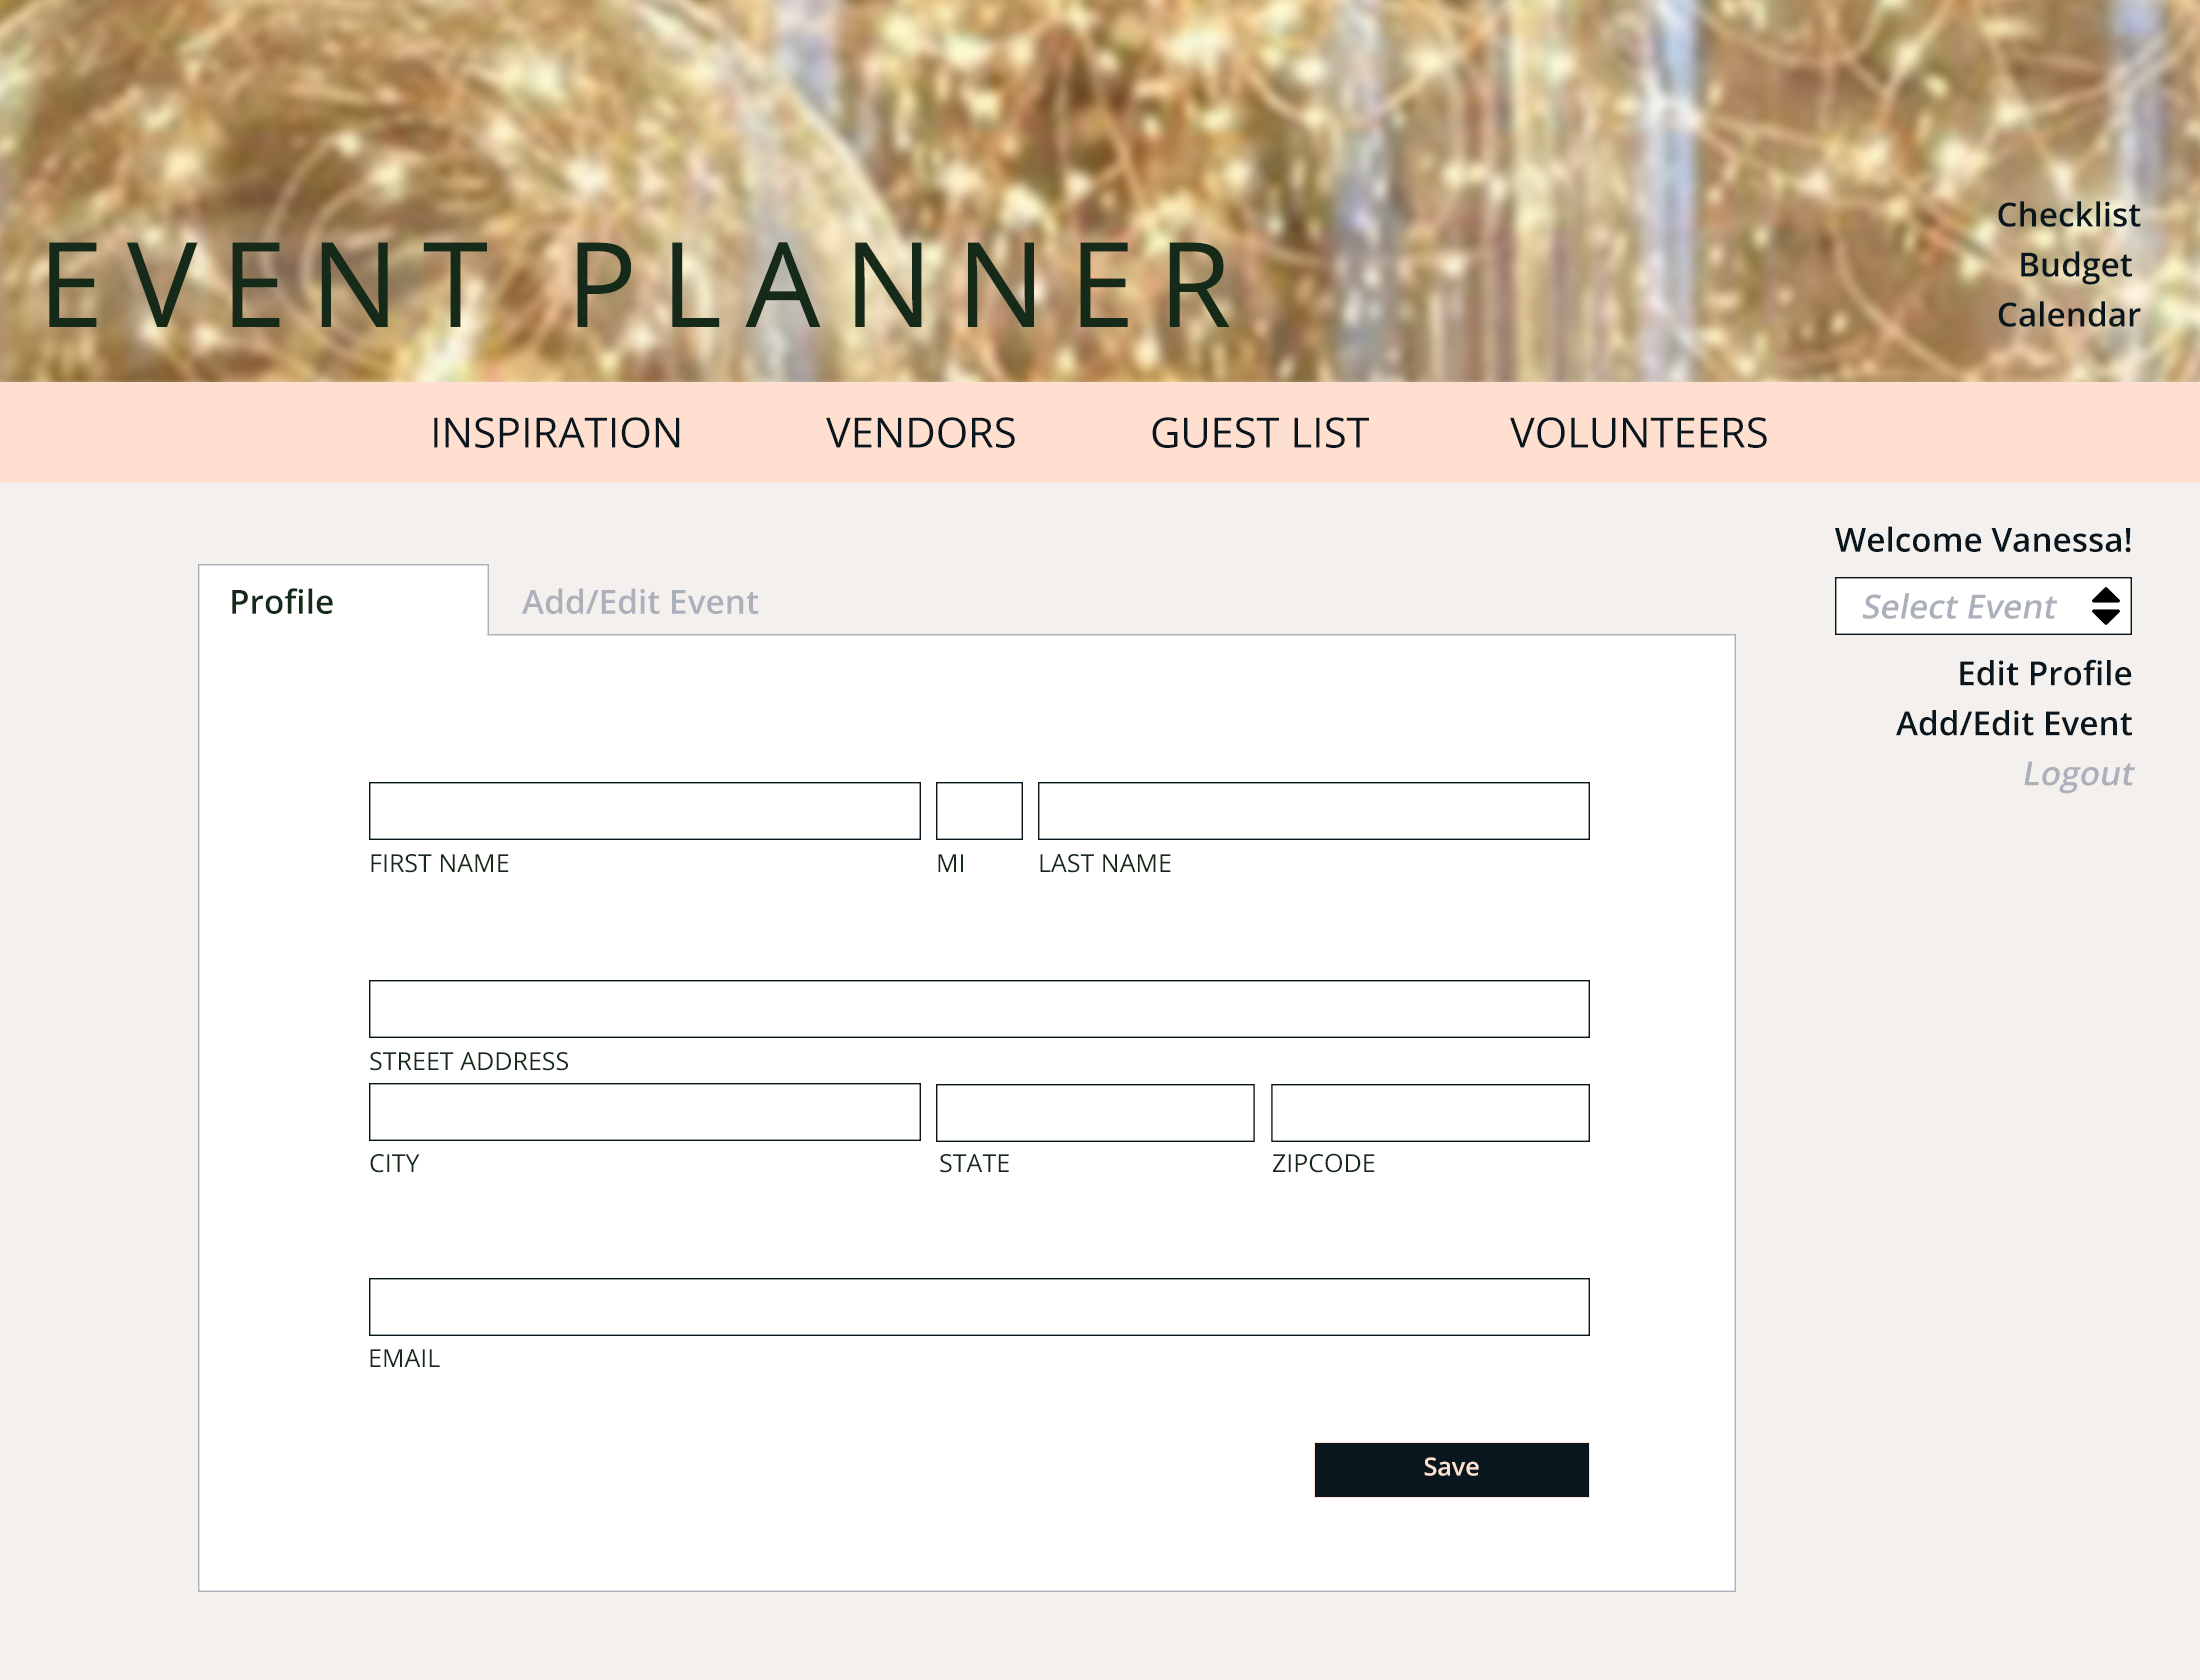 Checklist
Budget
Calendar
EVENT PLANNER
INSPIRATION VENDORS GUEST LIST VOLUNTEERS
Welcome Vanessa!
Select Event
Edit Profile
Add/Edit Event
Logout
Profile Add/Edit Event
FIRST NAME MI LAST NAME
STREET ADDRESS
CITY STATE ZIPCODE
EMAIL
Save